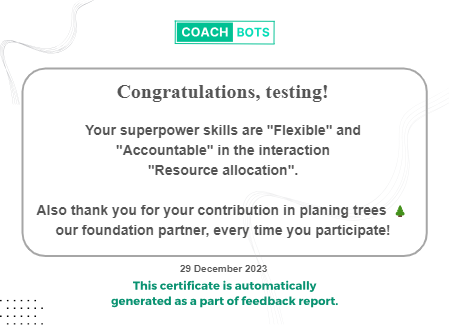 COACH BOTS
Congratulations, testing!
Your superpower skills are "Flexible" and
"Accountable" in the interaction
"Resource allocation".
Also thank you for your contribution in planing trees 🌲
our foundation partner, every time you participate!
29 December 2023
This certificate is automatically
generated as a part of feedback report.